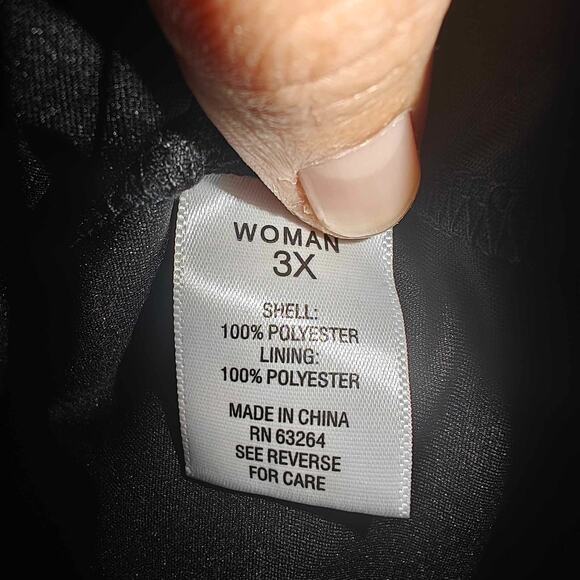 WOMAN
3X
SHELL:
100% POLYESTER
LINING:
100% POLYESTER
MADE IN CHINA
RN 63264
SEE REVERSE
FOR CARE